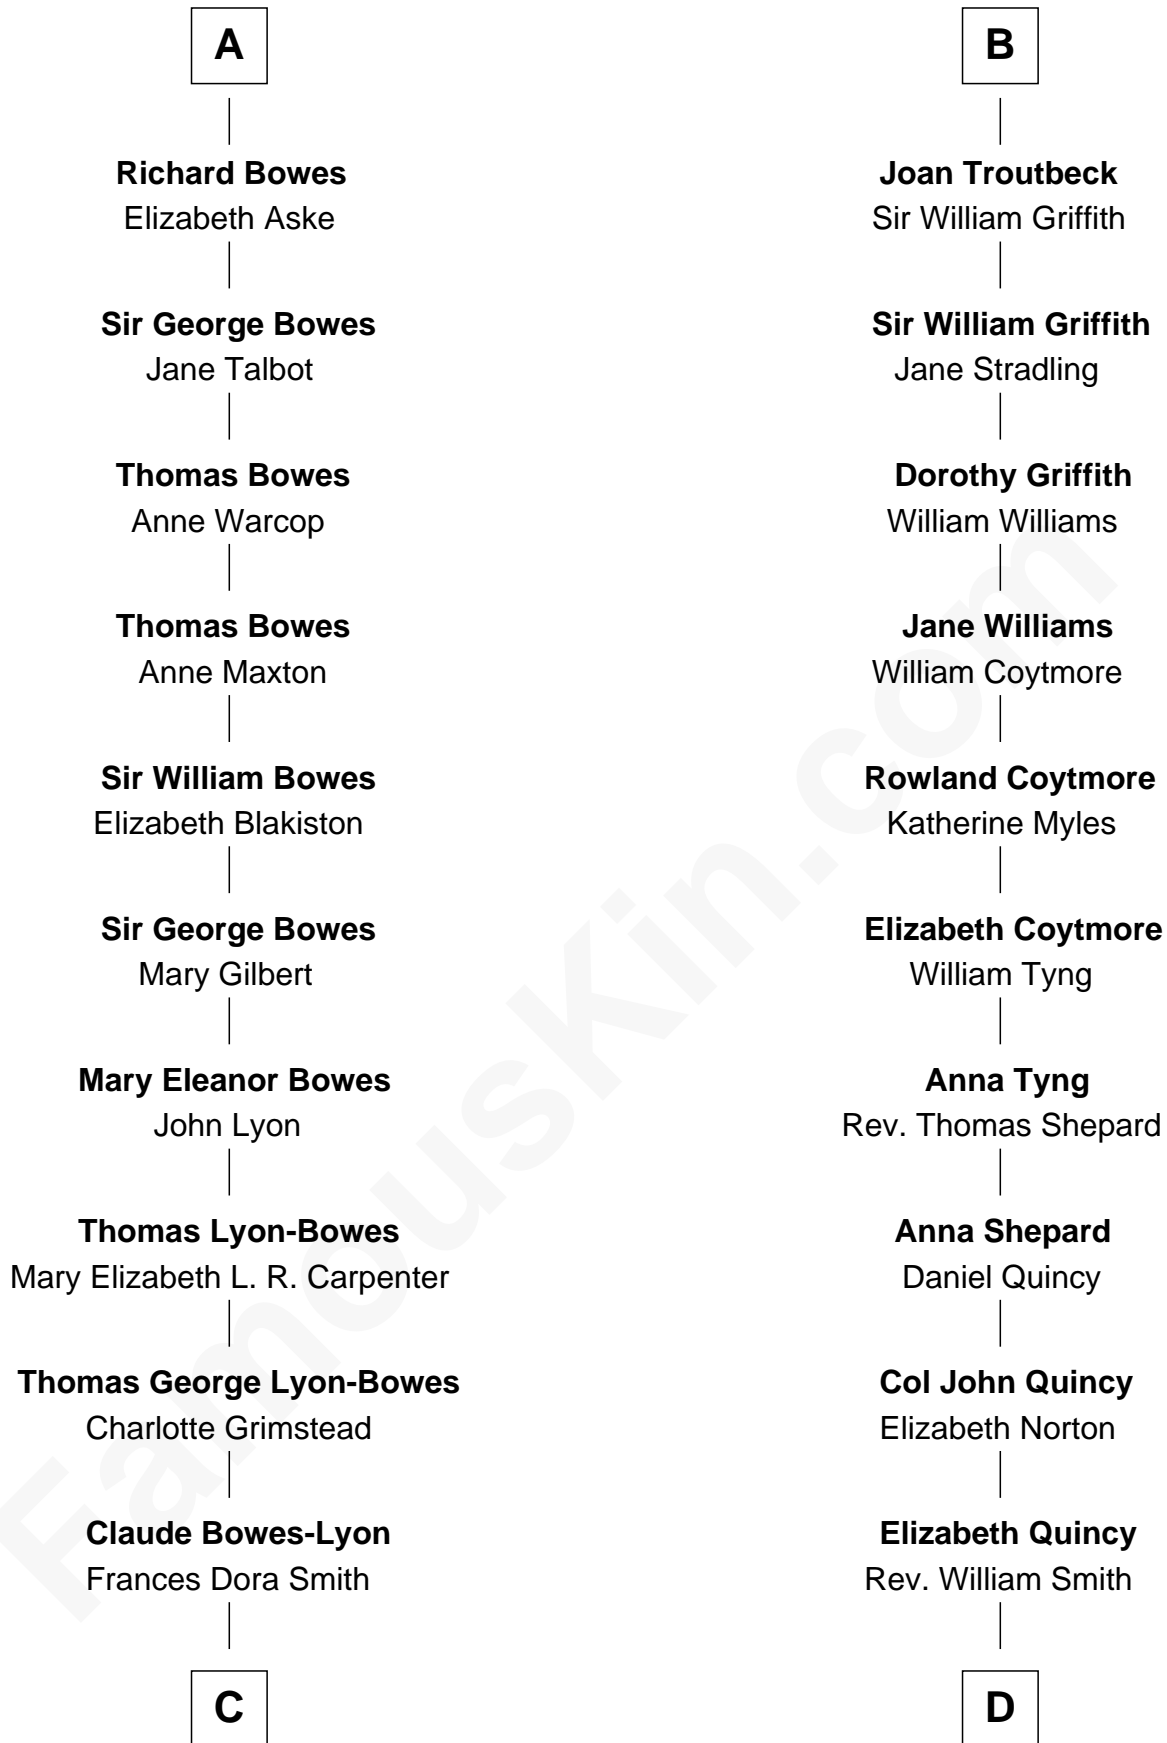 A
Richard Bowes
Elizabeth Aske
Sir George Bowes
Jane Talbot
Thomas Bowes
Anne Warcop
Thomas Bowes
Anne Maxton
Sir William Bowes
Elizabeth Blakiston
Sir George Bowes
Mary Gilbert
Mary Eleanor Bowes
John Lyon
Thomas Lyon-Bowes
Mary Elizabeth L. R. Carpenter
Thomas George Lyon-Bowes
Charlotte Grimstead
Claude Bowes-Lyon
Frances Dora Smith
C
B
Joan Troutbeck
Sir William Griffith
Sir William Griffith
Jane Stradling
Dorothy Griffith
William Williams
Jane Williams
William Coytmore
Rowland Coytmore
Katherine Myles
Elizabeth Coytmore
William Tyng
Anna Tyng
Rev. Thomas Shepard
Anna Shepard
Daniel Quincy
Col John Quincy
Elizabeth Norton
Elizabeth Quincy
Rev. William Smith
D
FamousKin.com